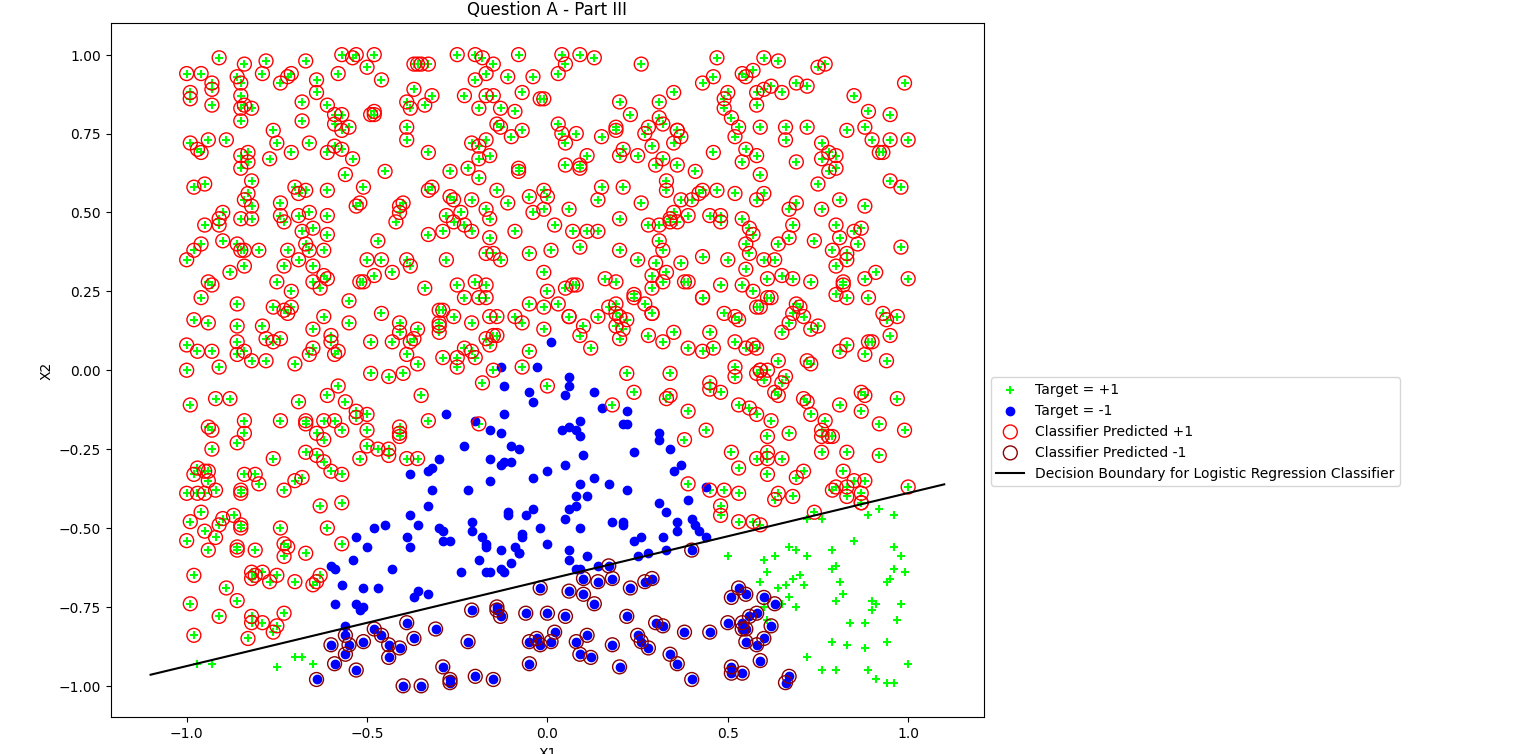 Question A - Part III
1.00
0.75
0.50
0.25
0.00
−0.25
−0.50
−0.75
−1.00
X2
−1.0 −0.5 0.0 0.5 1.0
X1
Target = +1
Target = -1
Classifier Predicted +1
Classifier Predicted -1
Decision Boundary for Logistic Regression Classifier